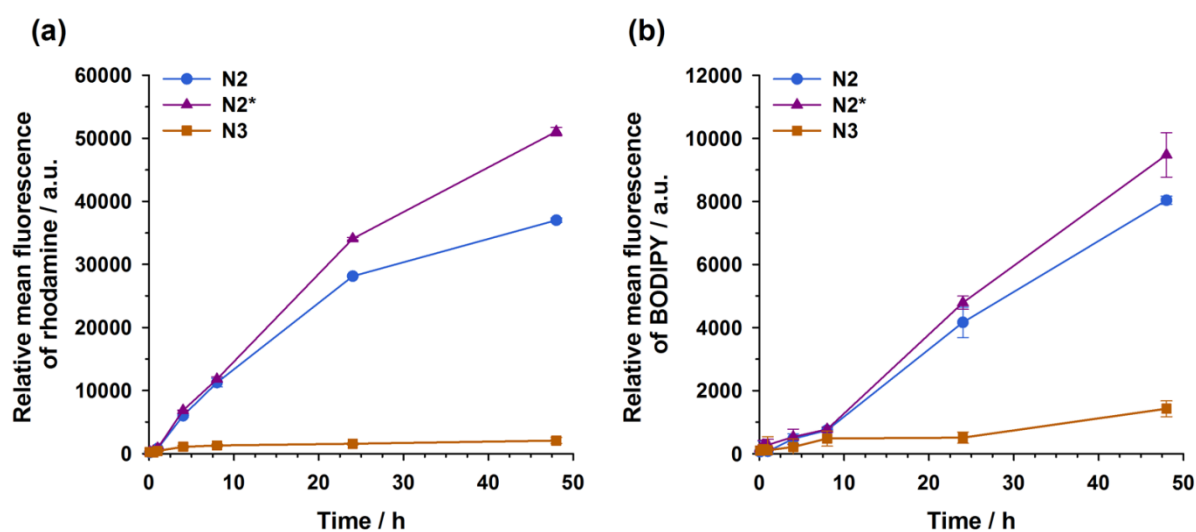 (a)
N2
N2*
N3
60000
50000
40000
30000
20000
10000
0
0 10 20 30 40 50
Relative mean fluorescence
of rhodamine / a.u.
Time / h
(b)
N2
N2*
N3
12000
10000
8000
6000
4000
2000
0
0 10 20 30 40 50
Relative mean fluorescence
of BODIPY / a.u.
Time / h